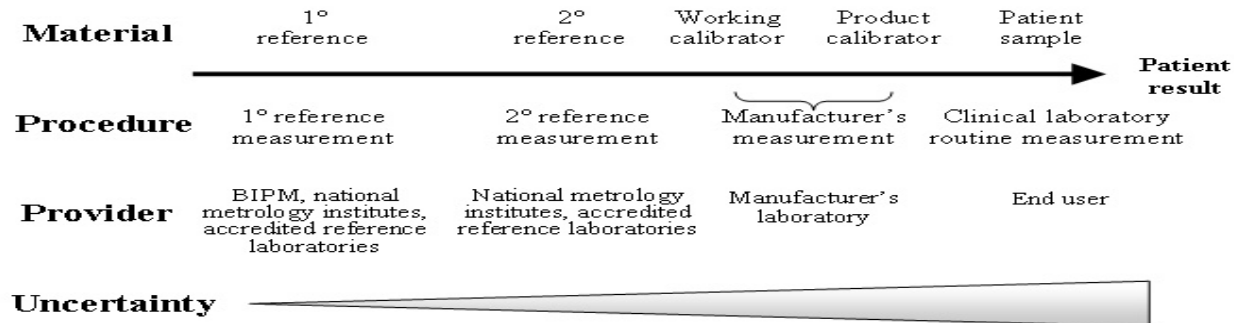 Material
1° reference
2° reference
Working calibrator
Product calibrator
Patient sample
Patient result
Procedure
1° reference measurement
2° reference measurement
Manufacturer's measurement
Clinical laboratory routine measurement
Provider
BIPM, national metrology institutes, accredited reference laboratories
National metrology institutes, accredited reference laboratories
Manufacturer's laboratory
End user
Uncertainty